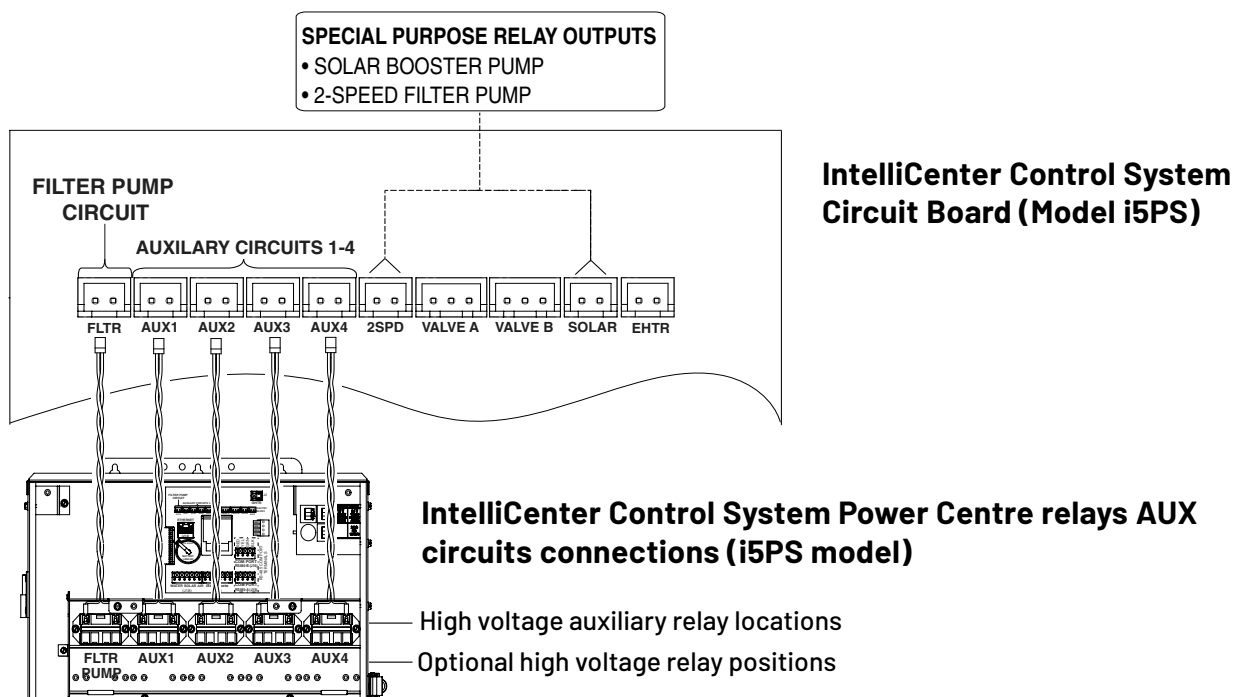 SPECIAL PURPOSE RELAY OUTPUTS
• SOLAR BOOSTER PUMP
• 2-SPEED FILTER PUMP
IntelliCenter Control System
Circuit Board (Model i5PS)
FILTER PUMP
CIRCUIT
AUXILARY CIRCUITS 1-4
FLTR AUX1 AUX2 AUX3 AUX4 2SPD VALVE A VALVE B SOLAR EHTR
IntelliCenter Control System Power Centre relays AUX
circuits connections (i5PS model)
FILTER PUMP
CIRCUIT
High voltage auxiliary relay locations
Optional high voltage relay positions
FLTR
PUMP
AUX1 AUX2 AUX3 AUX4